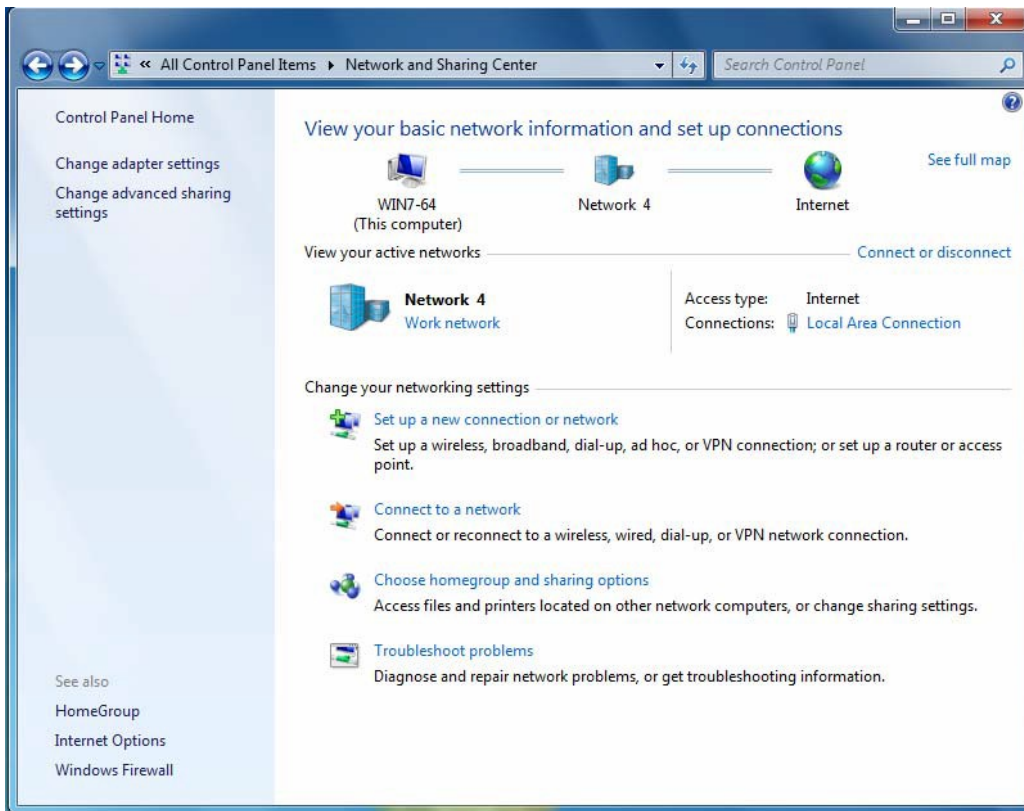 « All Control Panel Items ▸ Network and Sharing Center
Search Control Panel
Control Panel Home
Change adapter settings
Change advanced sharing
settings
View your basic network information and set up connections
See full map
WIN7-64
(This computer)
Network 4
Internet
View your active networks
Connect or disconnect
Network 4
Work network
Access type: Internet
Connections: Local Area Connection
Change your networking settings
Set up a new connection or network
Set up a wireless, broadband, dial-up, ad hoc, or VPN connection; or set up a router or access
point.
Connect to a network
Connect or reconnect to a wireless, wired, dial-up, or VPN network connection.
Choose homegroup and sharing options
Access files and printers located on other network computers, or change sharing settings.
Troubleshoot problems
Diagnose and repair network problems, or get troubleshooting information.
See also
HomeGroup
Internet Options
Windows Firewall